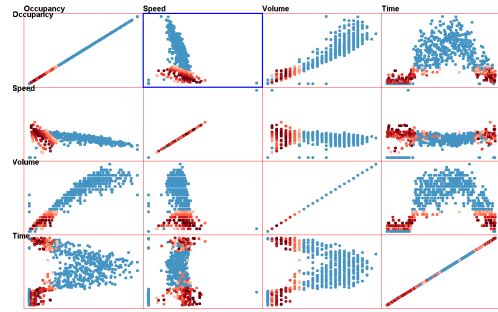 Occupancy Speed Volume Time
Occupancy
Speed
Volume
Time